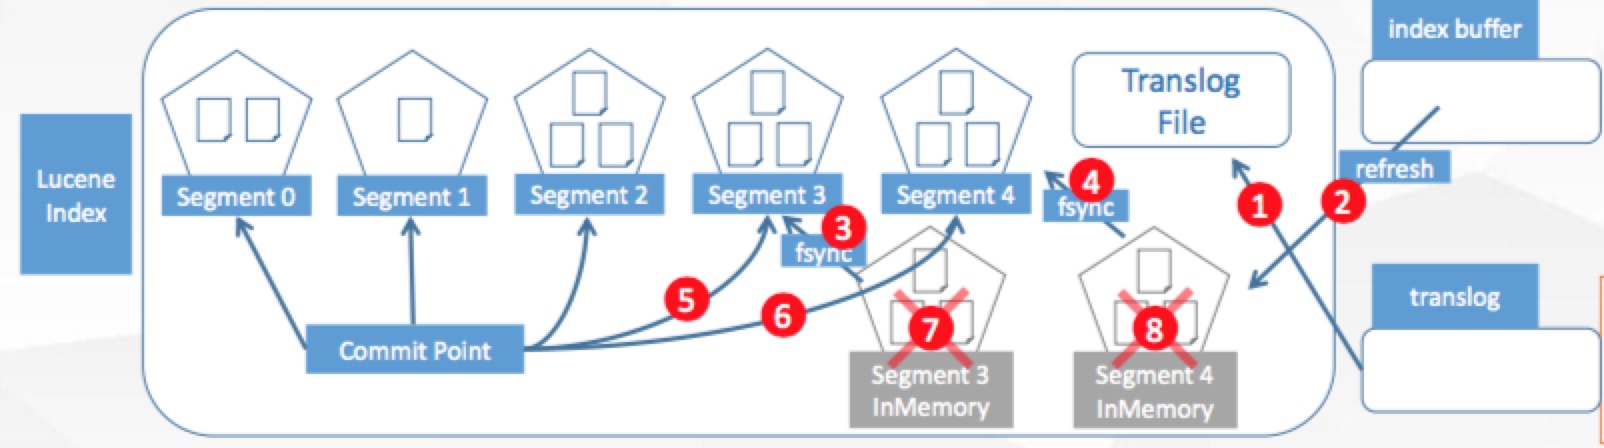 index buffer
Translog
File
Lucene
Index
Segment 0
Segment 1
Segment 2
Segment 3
Segment 4
refresh
4
fsync
1
2
3
fsync
5
6
translog
Commit Point
7
8
Segment 3
InMemory
Segment 4
InMemory